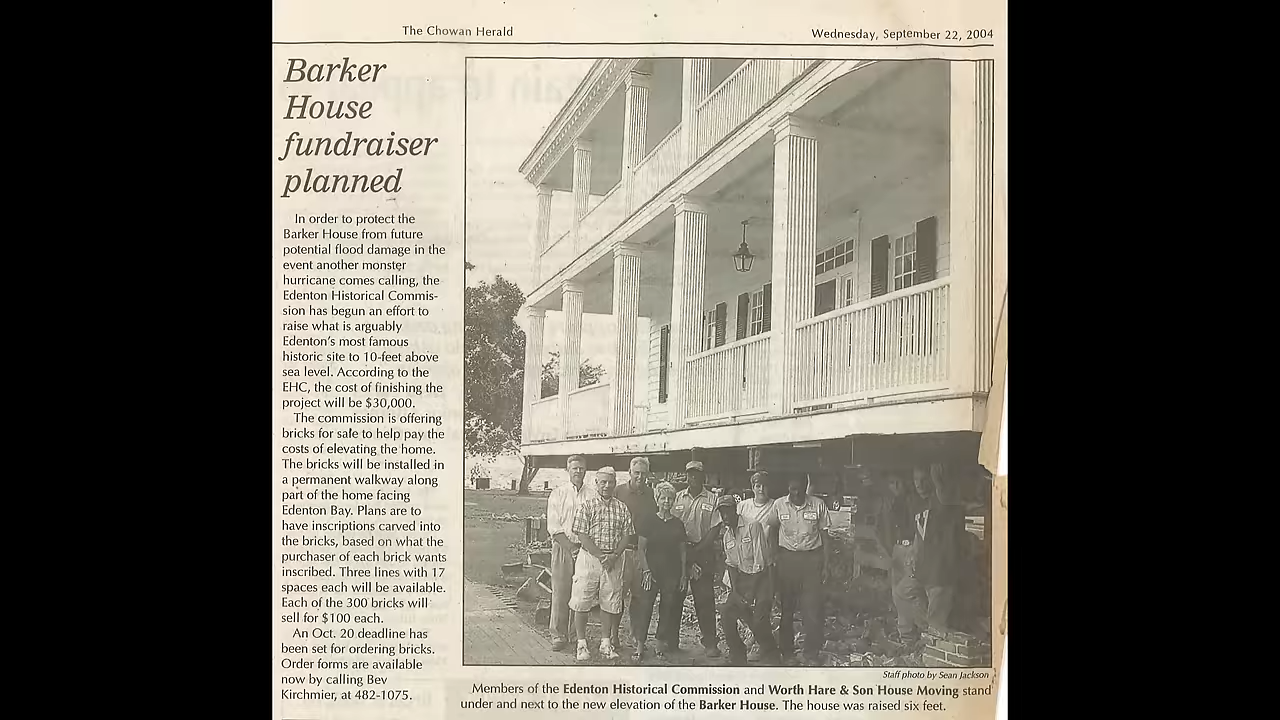 The Chowan Herald
Wednesday, September 22, 2004
Barker
House
fundraiser
planned
In order to protect the
Barker House from future
potential flood damage in the
event another monster
hurricane comes calling, the
Edenton Historical Commis-
sion has begun an effort to
raise what is arguably
Edenton's most famous
historic site to 10-feet above
sea level. According to the
EHC, the cost of finishing the
project will be $30,000.
The commission is offering
bricks for sale to help pay the
costs of elevating the home.
The bricks will be installed in
a permanent walkway along
part of the home facing
Edenton Bay. Plans are to
have inscriptions carved into
the bricks, based on what the
purchaser of each brick wants
inscribed. Three lines with 17
spaces each will be available.
Each of the 300 bricks will
sell for $100 each.
An Oct. 20 deadline has
been set for ordering bricks.
Order forms are available
now by calling Bev
Kirchmier, at 482-1075.
Staff photo by Sean Jackson
Members of the Edenton Historical Commission and Worth Hare & Son House Moving stand
under and next to the new elevation of the Barker House. The house was raised six feet.